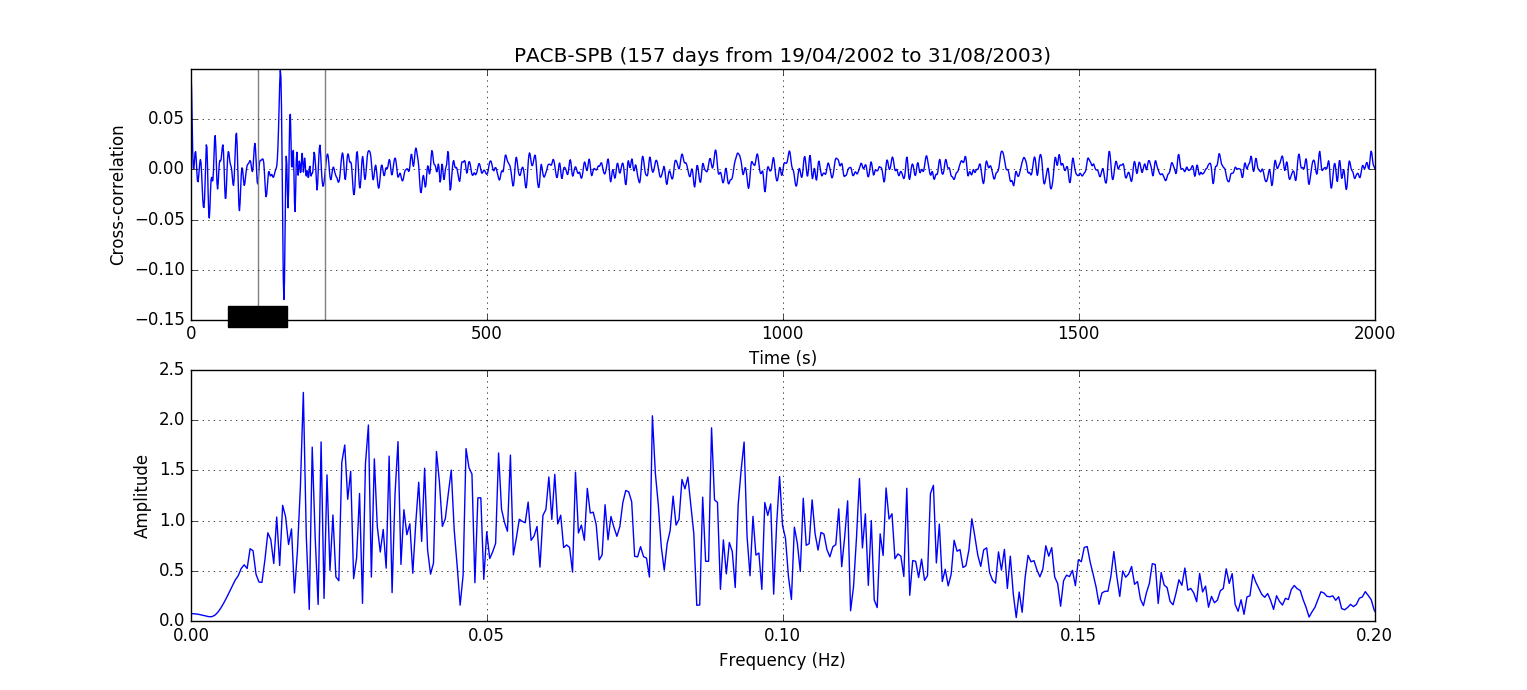 PACB-SPB (157 days from 19/04/2002 to 31/08/2003)
0.05
0.00
−0.05
−0.10
−0.15
Cross-correlation
0 500 1000 1500 2000
Time (s)
2.5
2.0
1.5
1.0
0.5
0.0
Amplitude
0.00 0.05 0.10 0.15 0.20
Frequency (Hz)